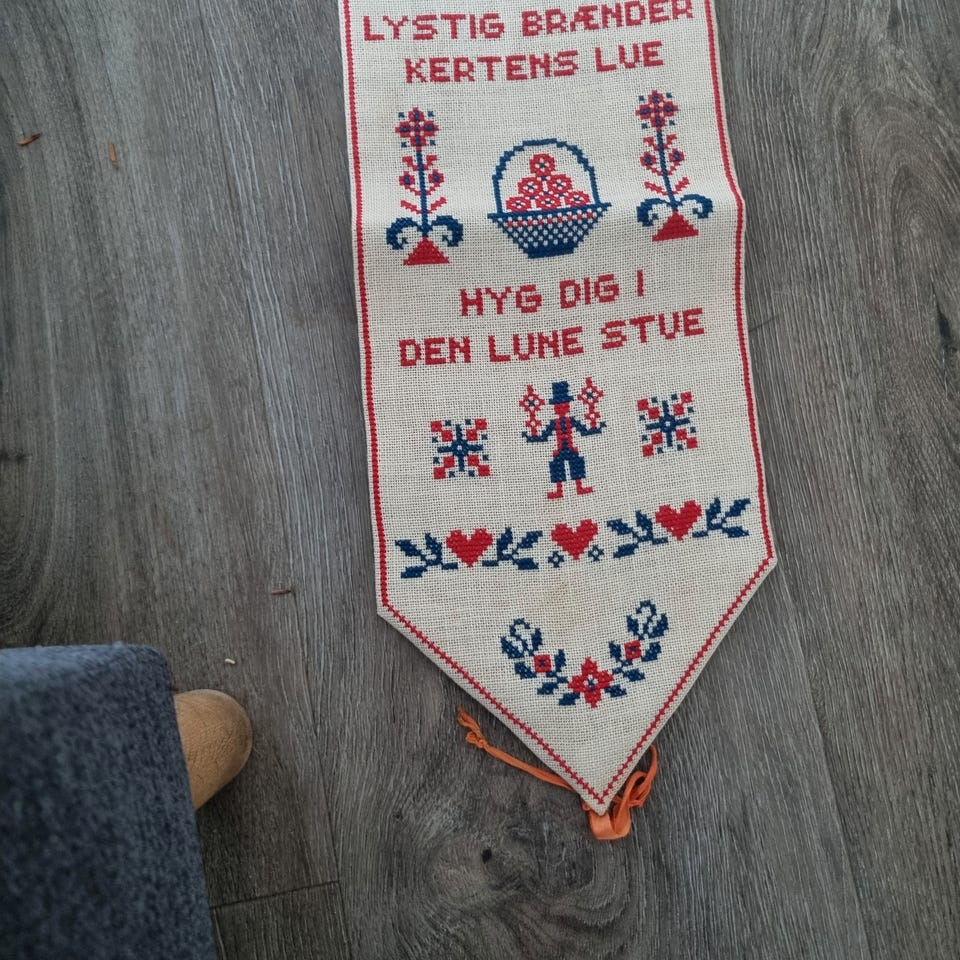 LYSTIG BRÆNDER
KERTENS LUE
HYG DIG I
DEN LUNE STUE